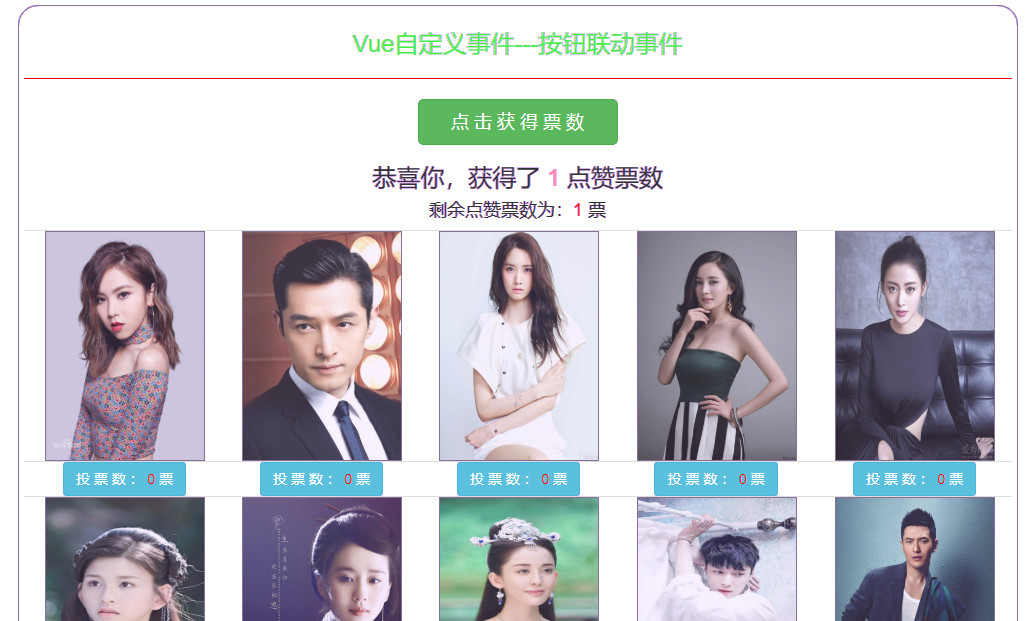 Vue自定义事件---按钮联动事件
点击获得票数
恭喜你，获得了 1 点赞票数
剩余点赞票数为：1 票
投票数：0票 投票数：0票 投票数：0票 投票数：0票 投票数：0票